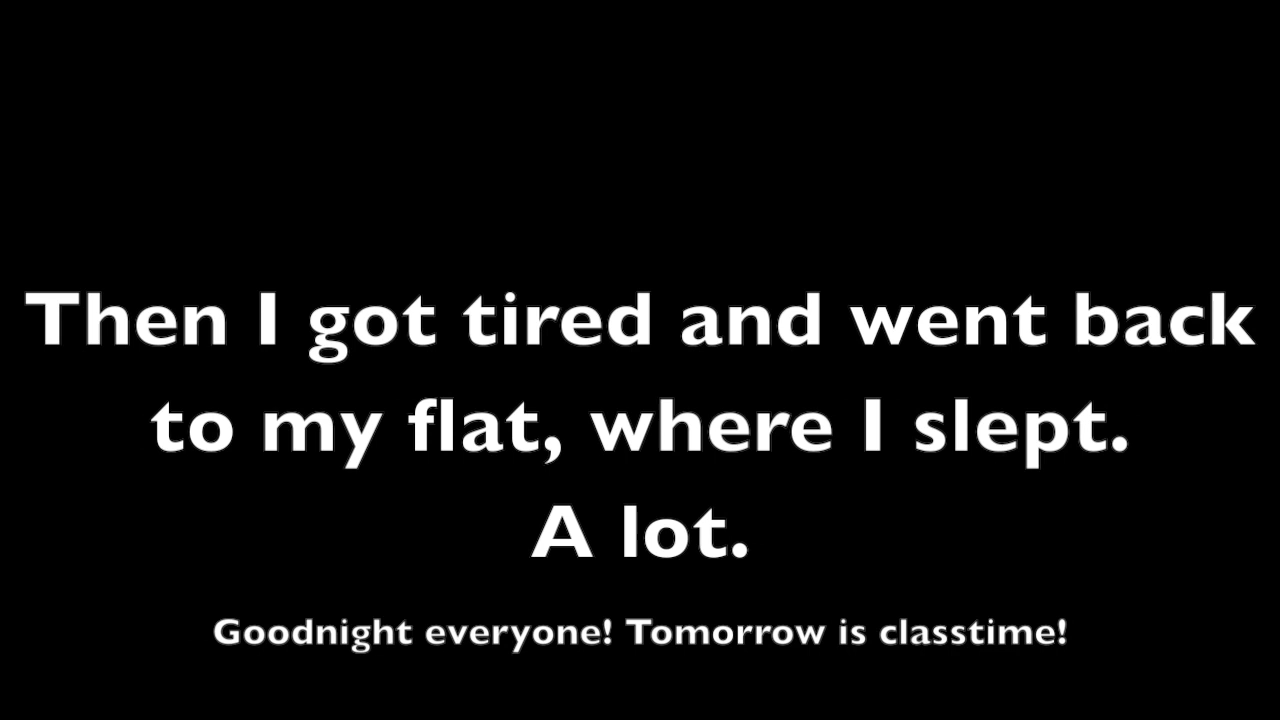 Then I got tired and went back
to my flat, where I slept.
A lot.
Goodnight everyone! Tomorrow is classtime!